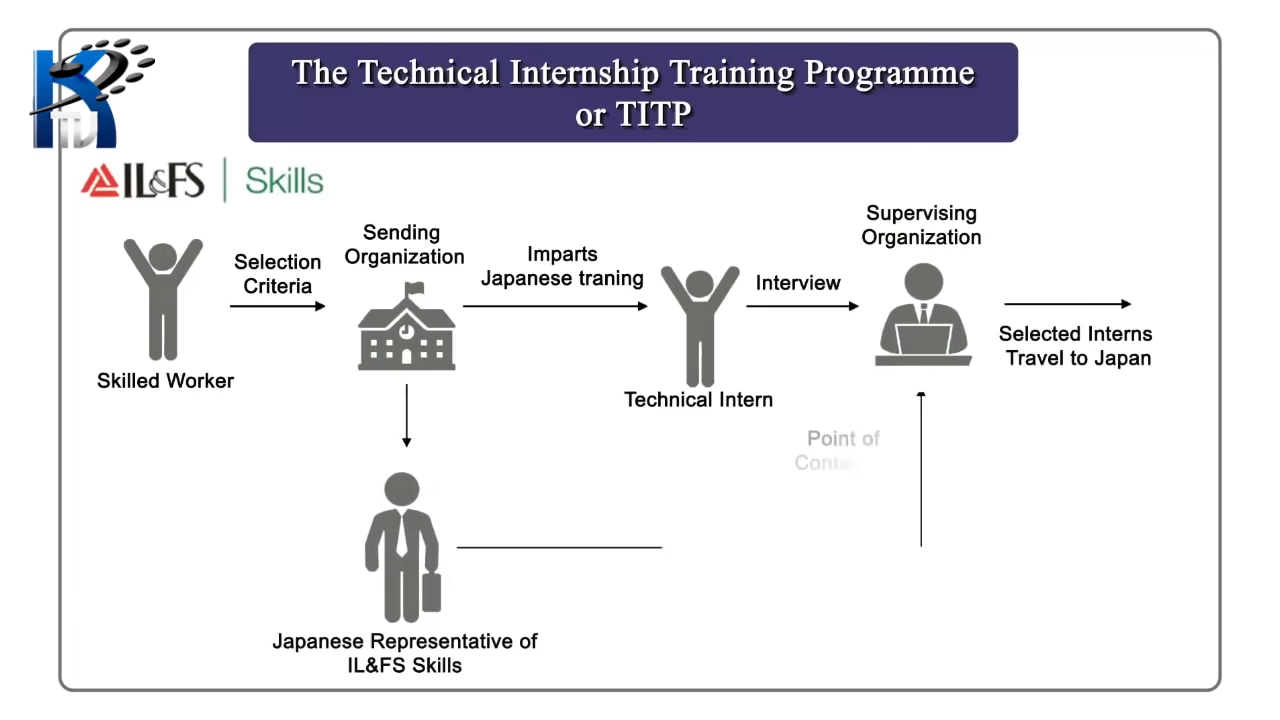 The Technical Internship Training Programme
or TITP
IL&FS | Skills
Skilled Worker
Selection
Criteria
Sending
Organization
Imparts
Japanese traning
Technical Intern
Interview
Supervising
Organization
Selected Interns
Travel to Japan
Point of
Japanese Representative of
IL&FS Skills